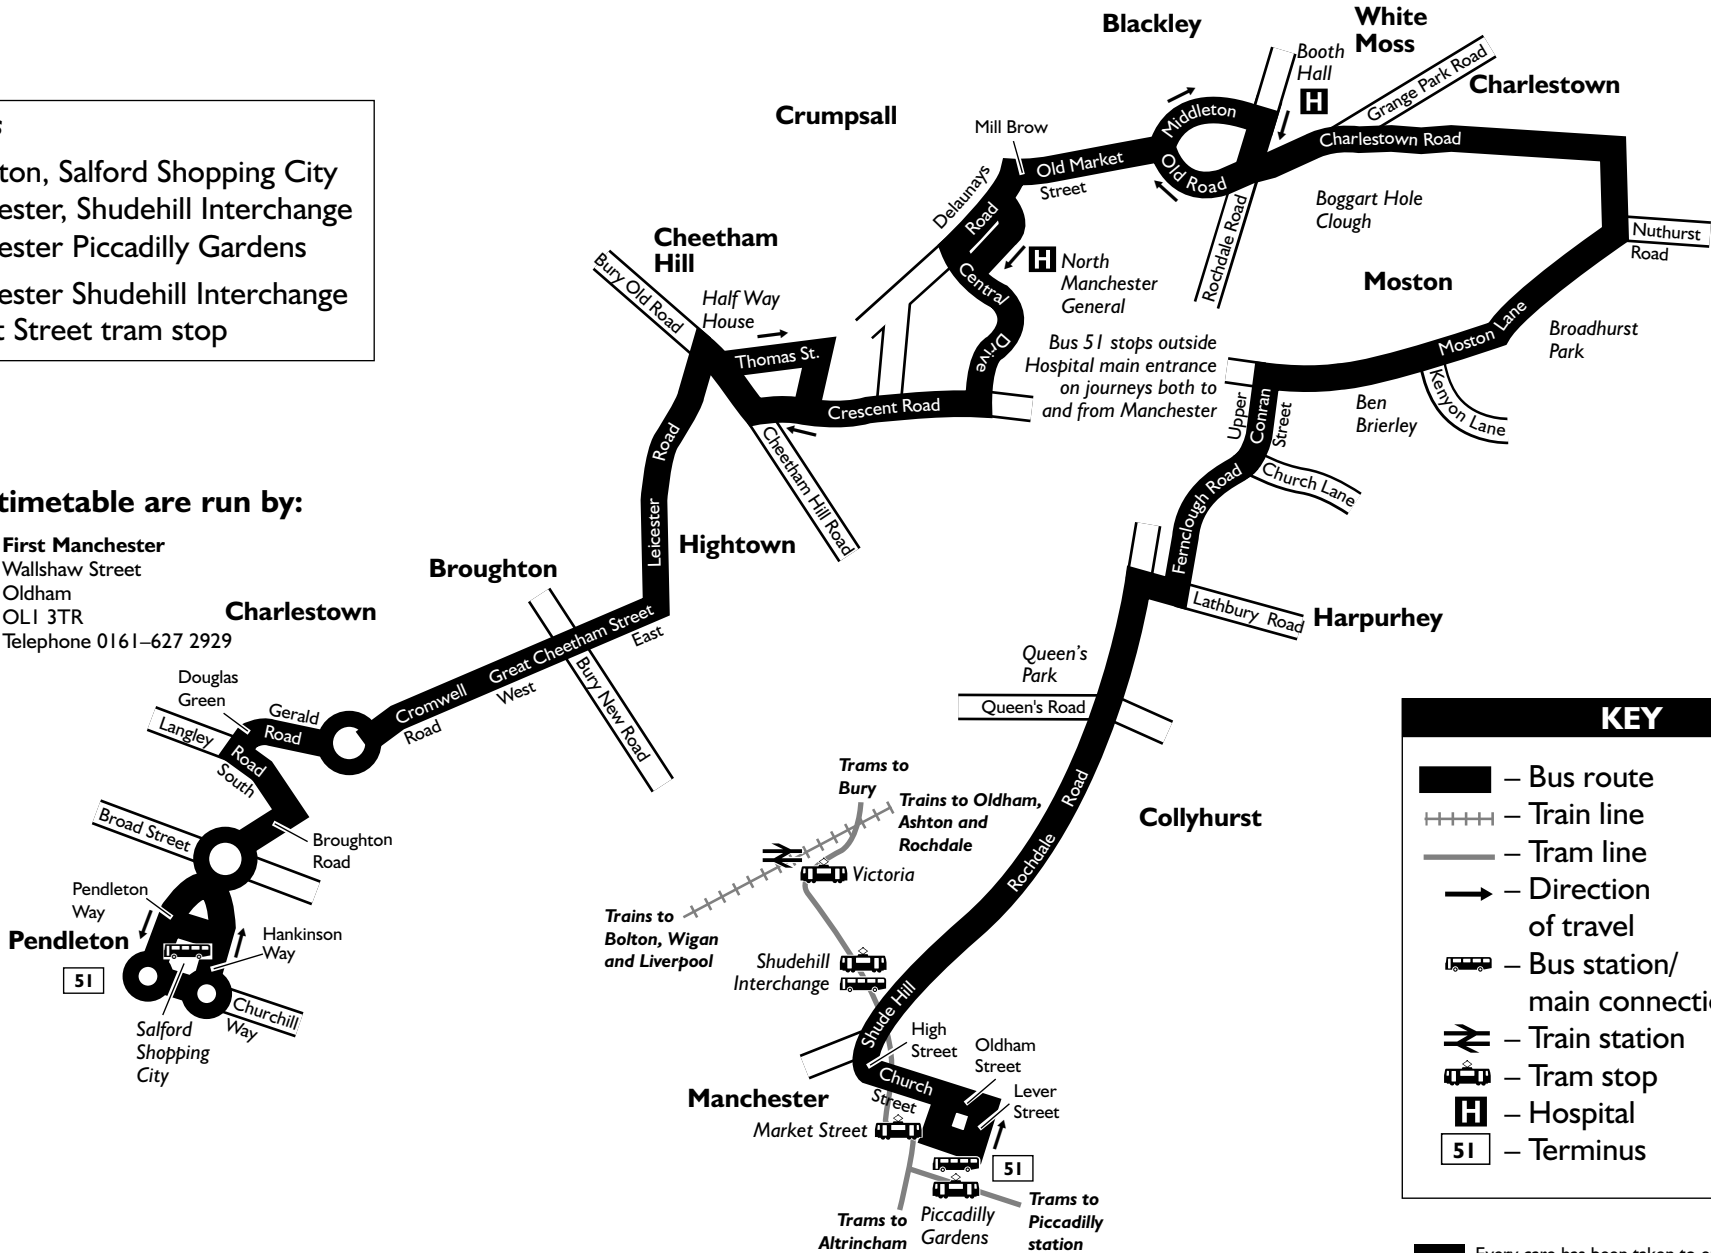 ton, Salford Shopping City
ester, Shudehill Interchange
ester Piccadilly Gardens
ester Shudehill Interchange
Street tram stop
timetable are run by:
First Manchester
Wallshaw Street
Oldham
OL1 3TR
Telephone 0161–627 2929
Blackley
White
Moss
Booth
Hall
H
Grange Park Road
Charlestown
Crumpsall
Mill Brow
Middleton
Old Road
Charlestown Road
Old Market
Street
Delaunays
Road
Rochdale Road
Boggart Hole
Clough
Nuthurst
Road
Cheetham
Hill
Bury Old Road
Half Way
House
Thomas St.
Central
Drive
H
North
Manchester
General
Moston
Moston Lane
Broadhurst
Park
Bus 51 stops outside
Hospital main entrance
on journeys both to
and from Manchester
Crescent Road
Cheetham Hill Road
Upper
Conran
Street
Ben
Brierley
Kenyon Lane
Church Lane
Road
Leicester
Hightown
Fernclough Road
Lathbury Road
Harpurhey
Broughton
Charlestown
Great Cheetham Street
East
West
Bury New Road
Cromwell
Road
Douglas
Green
Gerald
Road
Langley
Road
South
Broad Street
Broughton
Road
Pendleton
Way
Pendleton
51
Hankinson
Way
Churchill
Way
Salford
Shopping
City
Queen's
Park
Queen's Road
Collyhurst
Rochdale
Road
Trams to
Bury
Trains to Oldham,
Ashton and
Rochdale
Victoria
Trains to
Bolton, Wigan
and Liverpool
Shudehill
Interchange
Shude Hill
High
Street
Oldham
Street
Lever
Street
Church
Street
Manchester
Market Street
51
Piccadilly
Gardens
Trams to
Altrincham
Trams to
Piccadilly
station
KEY
– Bus route
– Train line
– Tram line
– Direction
of travel
– Bus station/
main connecti
– Train station
– Tram stop
H – Hospital
51 – Terminus